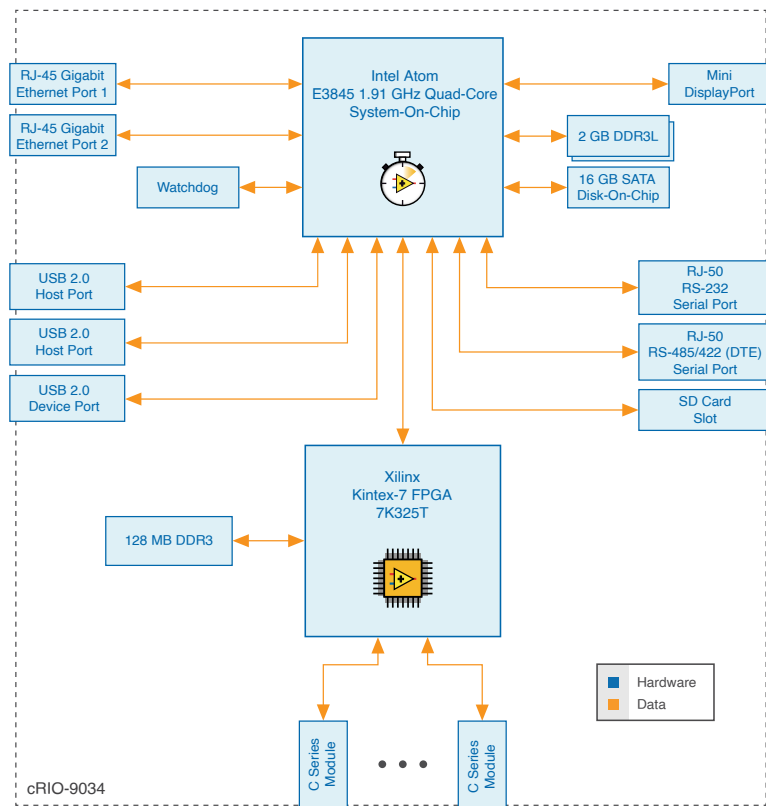 Intel Atom
E3845 1.91 GHz Quad-Core
System-On-Chip
RJ-45 Gigabit
Ethernet Port 1
RJ-45 Gigabit
Ethernet Port 2
Watchdog
Mini
DisplayPort
2 GB DDR3L
16 GB SATA
Disk-On-Chip
USB 2.0
Host Port
USB 2.0
Host Port
USB 2.0
Device Port
RJ-50
RS-232
Serial Port
RJ-50
RS-485/422 (DTE)
Serial Port
SD Card
Slot
Xilinx
Kintex-7 FPGA
7K325T
128 MB DDR3
C Series
Module
C Series
Module
Hardware
Data
cRIO-9034